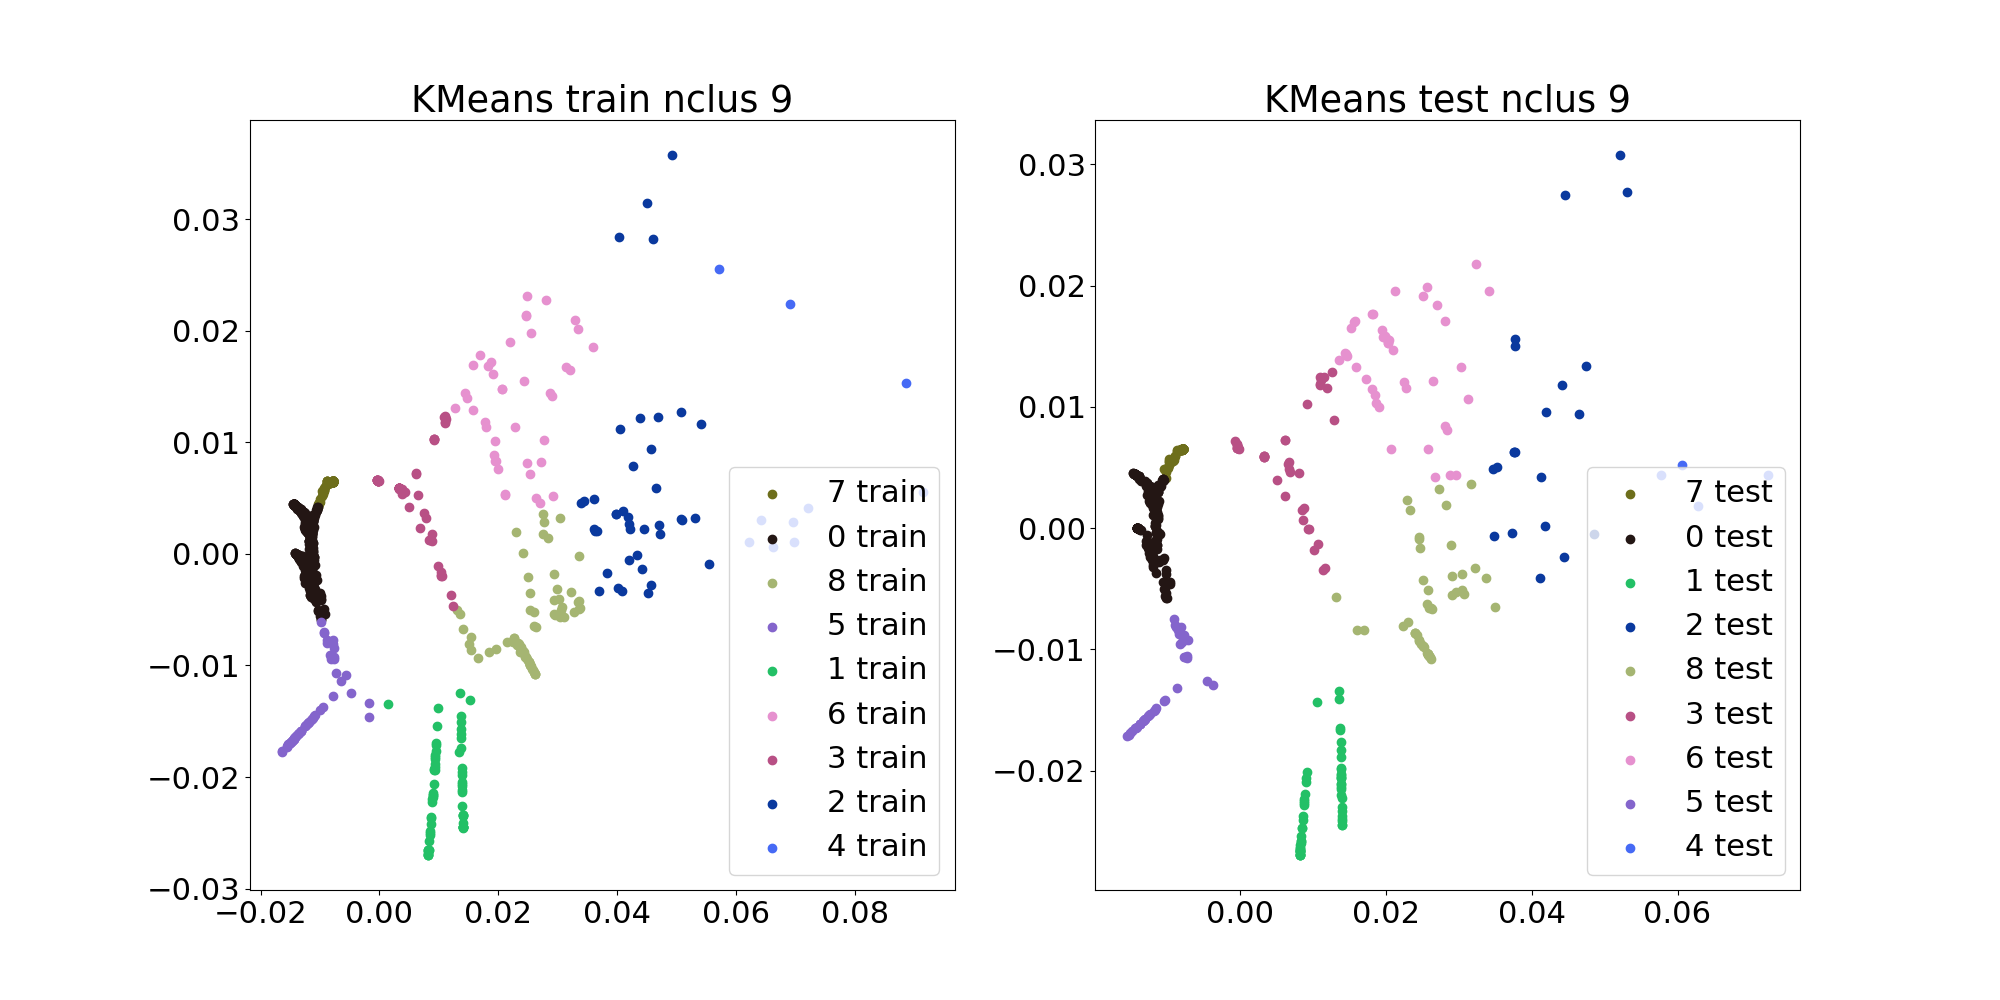 KMeans train nclus 9
0.03
0.02
0.01
0.00
−0.01
−0.02
−0.03
−0.02 0.00 0.02 0.04 0.06 0.08
7 train
0 train
8 train
5 train
1 train
6 train
3 train
2 train
4 train
KMeans test nclus 9
0.03
0.02
0.01
0.00
−0.01
−0.02
0.00 0.02 0.04 0.06
7 test
0 test
1 test
2 test
8 test
3 test
6 test
5 test
4 test